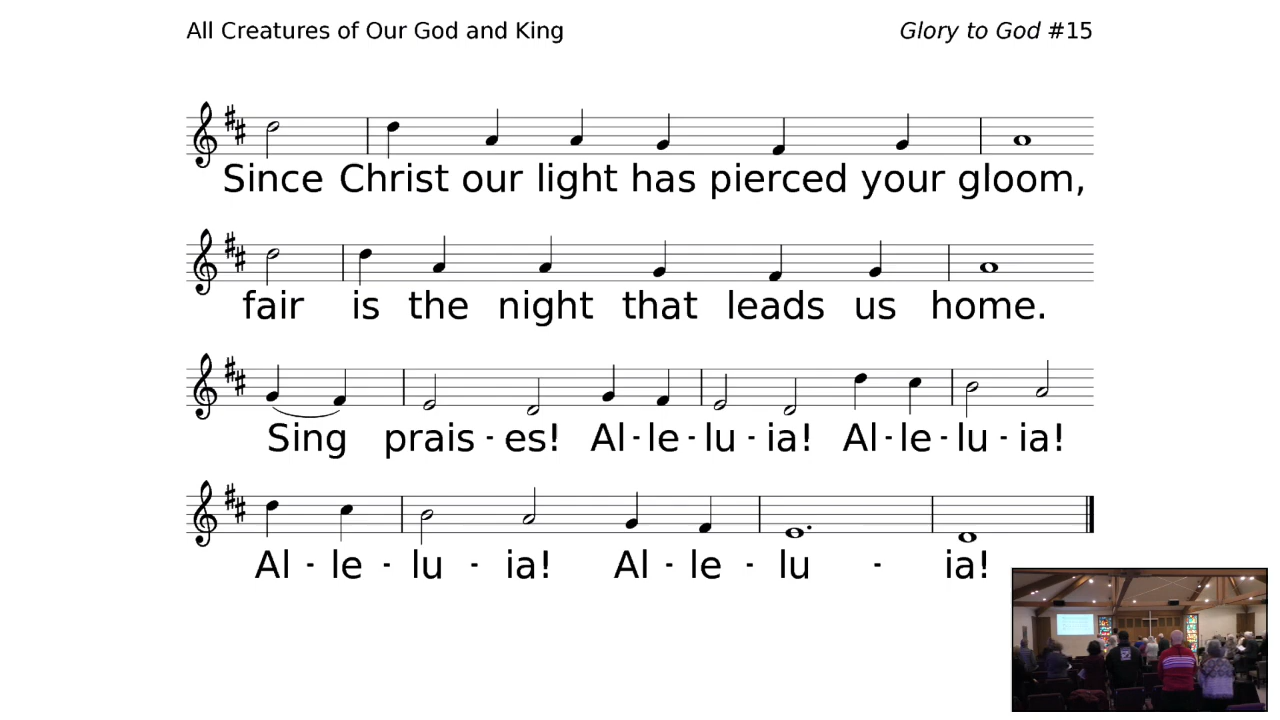 All Creatures of Our God and King
Glory to God #15
Since Christ our light has pierced your gloom,
fair is the night that leads us home.
Sing prais - es! Al - le - lu - ia! Al - le - lu - ia!
Al - le - lu - ia! Al - le - lu - ia!